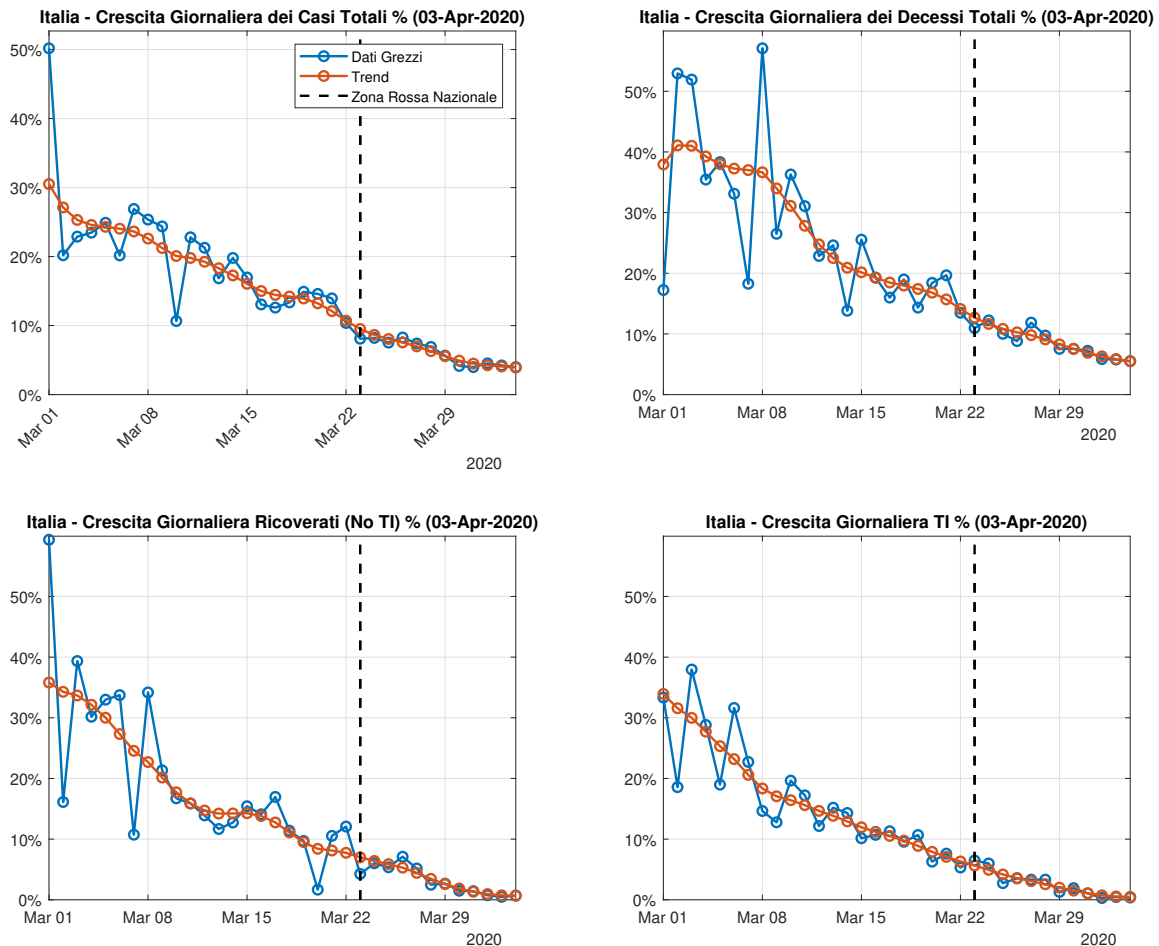 Italia - Crescita Giornaliera dei Casi Totali % (03-Apr-2020)
50%
40%
30%
20%
10%
0%
Dati Grezzi
Trend
Zona Rossa Nazionale
Mar 01
Mar 08
Mar 15
Mar 22
Mar 29
2020
Italia - Crescita Giornaliera dei Decessi Totali % (03-Apr-2020)
50%
40%
30%
20%
10%
0%
Mar 01
Mar 08
Mar 15
Mar 22
Mar 29
2020
Italia - Crescita Giornaliera Ricoverati (No TI) % (03-Apr-2020)
50%
40%
30%
20%
10%
0%
Mar 01
Mar 08
Mar 15
Mar 22
Mar 29
2020
Italia - Crescita Giornaliera TI % (03-Apr-2020)
50%
40%
30%
20%
10%
0%
Mar 01
Mar 08
Mar 15
Mar 22
Mar 29
2020